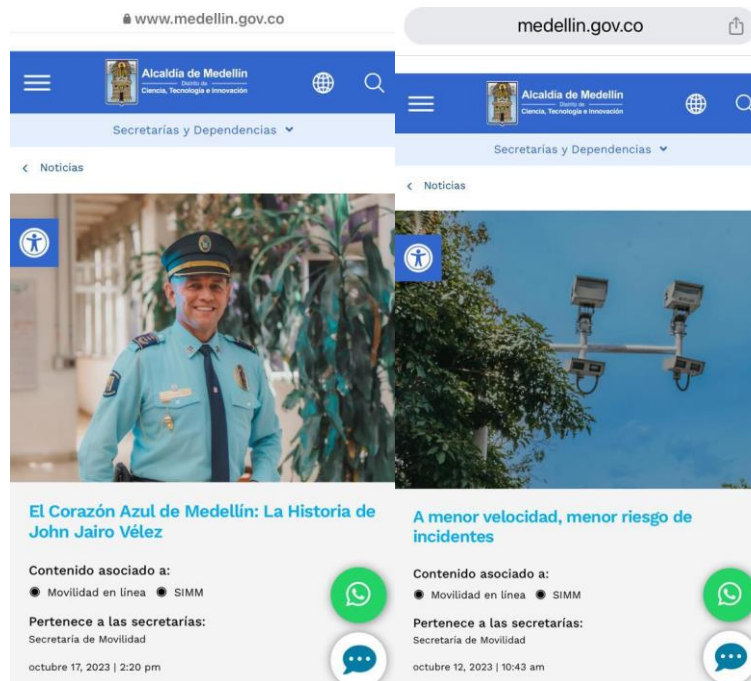 www.medellin.gov.co
Alcaldía de Medellín
Distrito de
Ciencia, Tecnología e Innovación
Secretarías y Dependencias
Noticias
El Corazón Azul de Medellín: La Historia de
John Jairo Vélez
Contenido asociado a:
Movilidad en línea SIMM
Pertenece a las secretarías:
Secretaría de Movilidad
octubre 17, 2023 | 2:20 pm
medellin.gov.co
Alcaldía de Medellín
Distrito de
Ciencia, Tecnología e Innovación
Secretarías y Dependencias
Noticias
A menor velocidad, menor riesgo de
incidentes
Contenido asociado a:
Movilidad en línea SIMM
Pertenece a las secretarías:
Secretaría de Movilidad
octubre 12, 2023 | 10:43 am